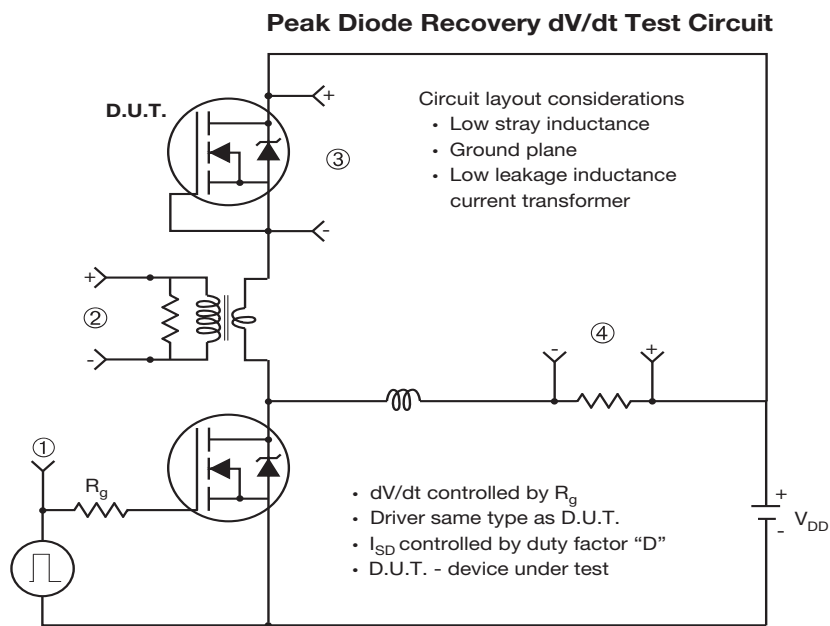 Peak Diode Recovery dV/dt Test Circuit
D.U.T.
+
Circuit layout considerations
• Low stray inductance
• Ground plane
• Low leakage inductance
current transformer
③
-
+
②
-
④
-
+
①
Rg
• dV/dt controlled by Rg
• Driver same type as D.U.T.
• ISD controlled by duty factor “D”
• D.U.T. - device under test
+
VDD
-